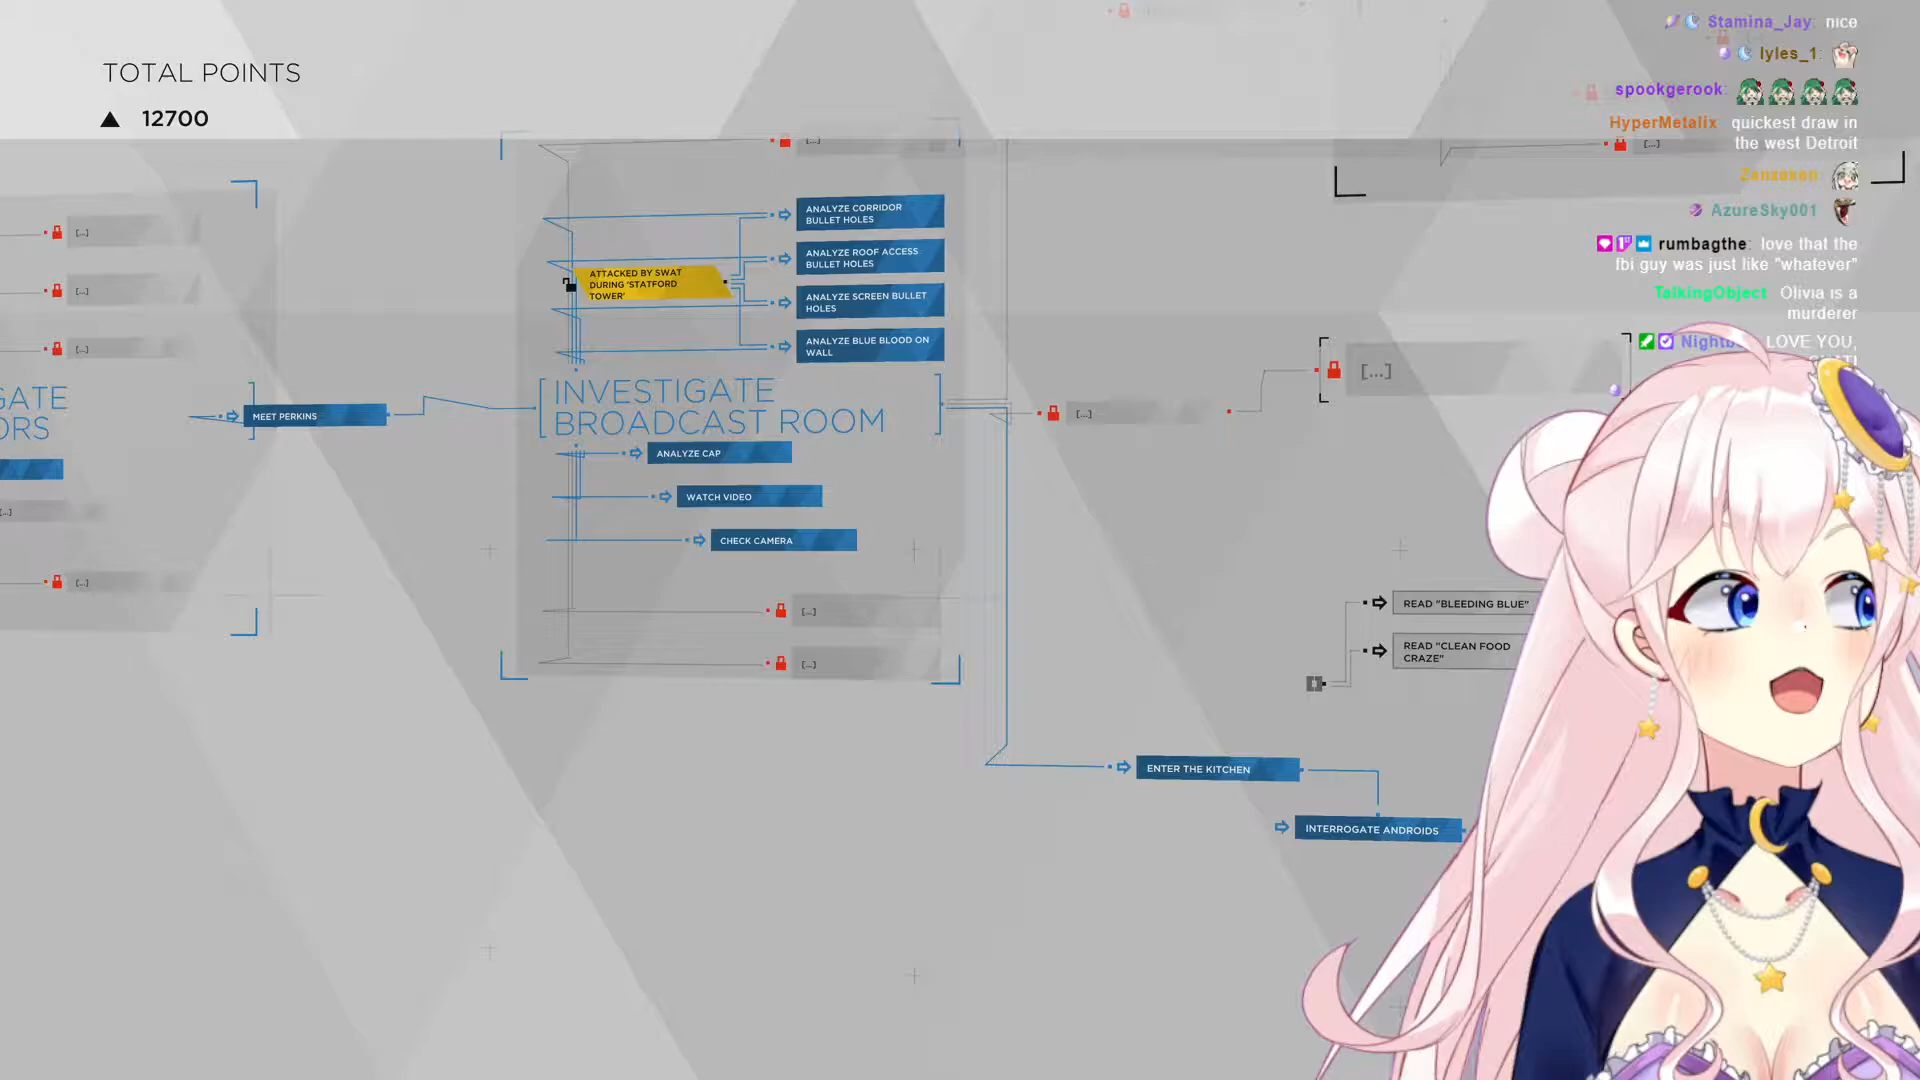 TOTAL POINTS
▲ 12700
Stamina_Jay: nice
lyles_1:
spookgerook:
HyperMetalix quickest draw in
the west Detroit
Zanxaken
AzureSky001
rumbagthe: love that the
fbi guy was just like "whatever"
TalkingObject Olivia is a
murderer
LOVE YOU,
[...]
[...]
[...]
[...]
[...]
[...]
GATE
ORS
MEET PERKINS
[...]
ANALYZE CORRIDOR
BULLET HOLES
ANALYZE ROOF ACCESS
BULLET HOLES
ATTACKED BY SWAT
DURING 'STATFORD
TOWER'
ANALYZE SCREEN BULLET
HOLES
ANALYZE BLUE BLOOD ON
WALL
INVESTIGATE
BROADCAST ROOM
ANALYZE CAP
WATCH VIDEO
CHECK CAMERA
[...]
[...]
[...]
[...]
READ "BLEEDING BLUE"
READ "CLEAN FOOD
CRAZE"
ENTER THE KITCHEN
INTERROGATE ANDROIDS